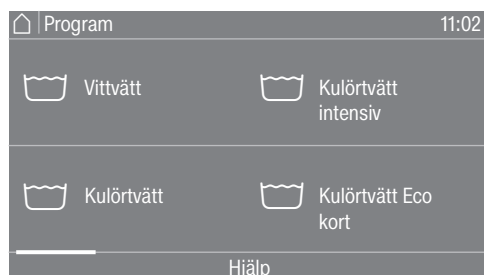 Program 11:02
Vittvätt
Kulörtvätt
intensiv
Kulörtvätt
Kulörtvätt Eco
kort
Hjälp